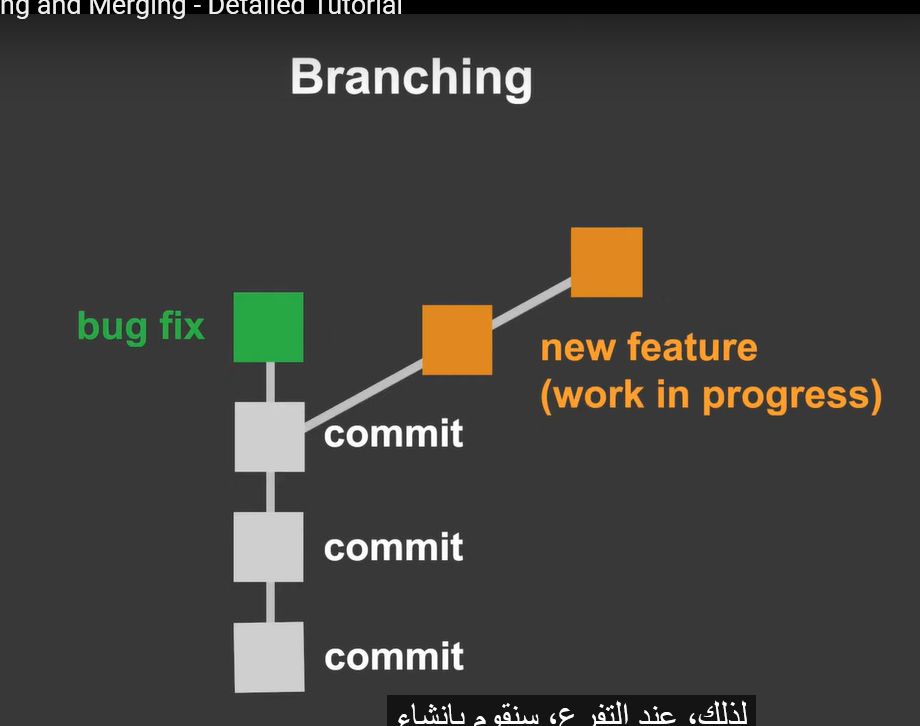 ng and Merging - Detailed Tutorial
Branching
bug fix
new feature
(work in progress)
commit
commit
commit
لذلك، عند التفرع، سنقوم بإنشاء